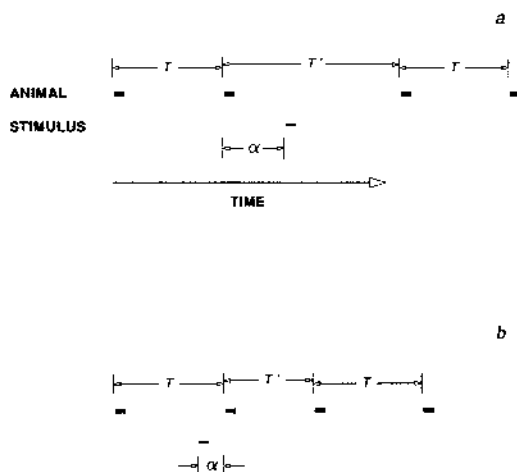 a
T T' T
ANIMAL
STIMULUS
α
TIME
b
T T' T
α